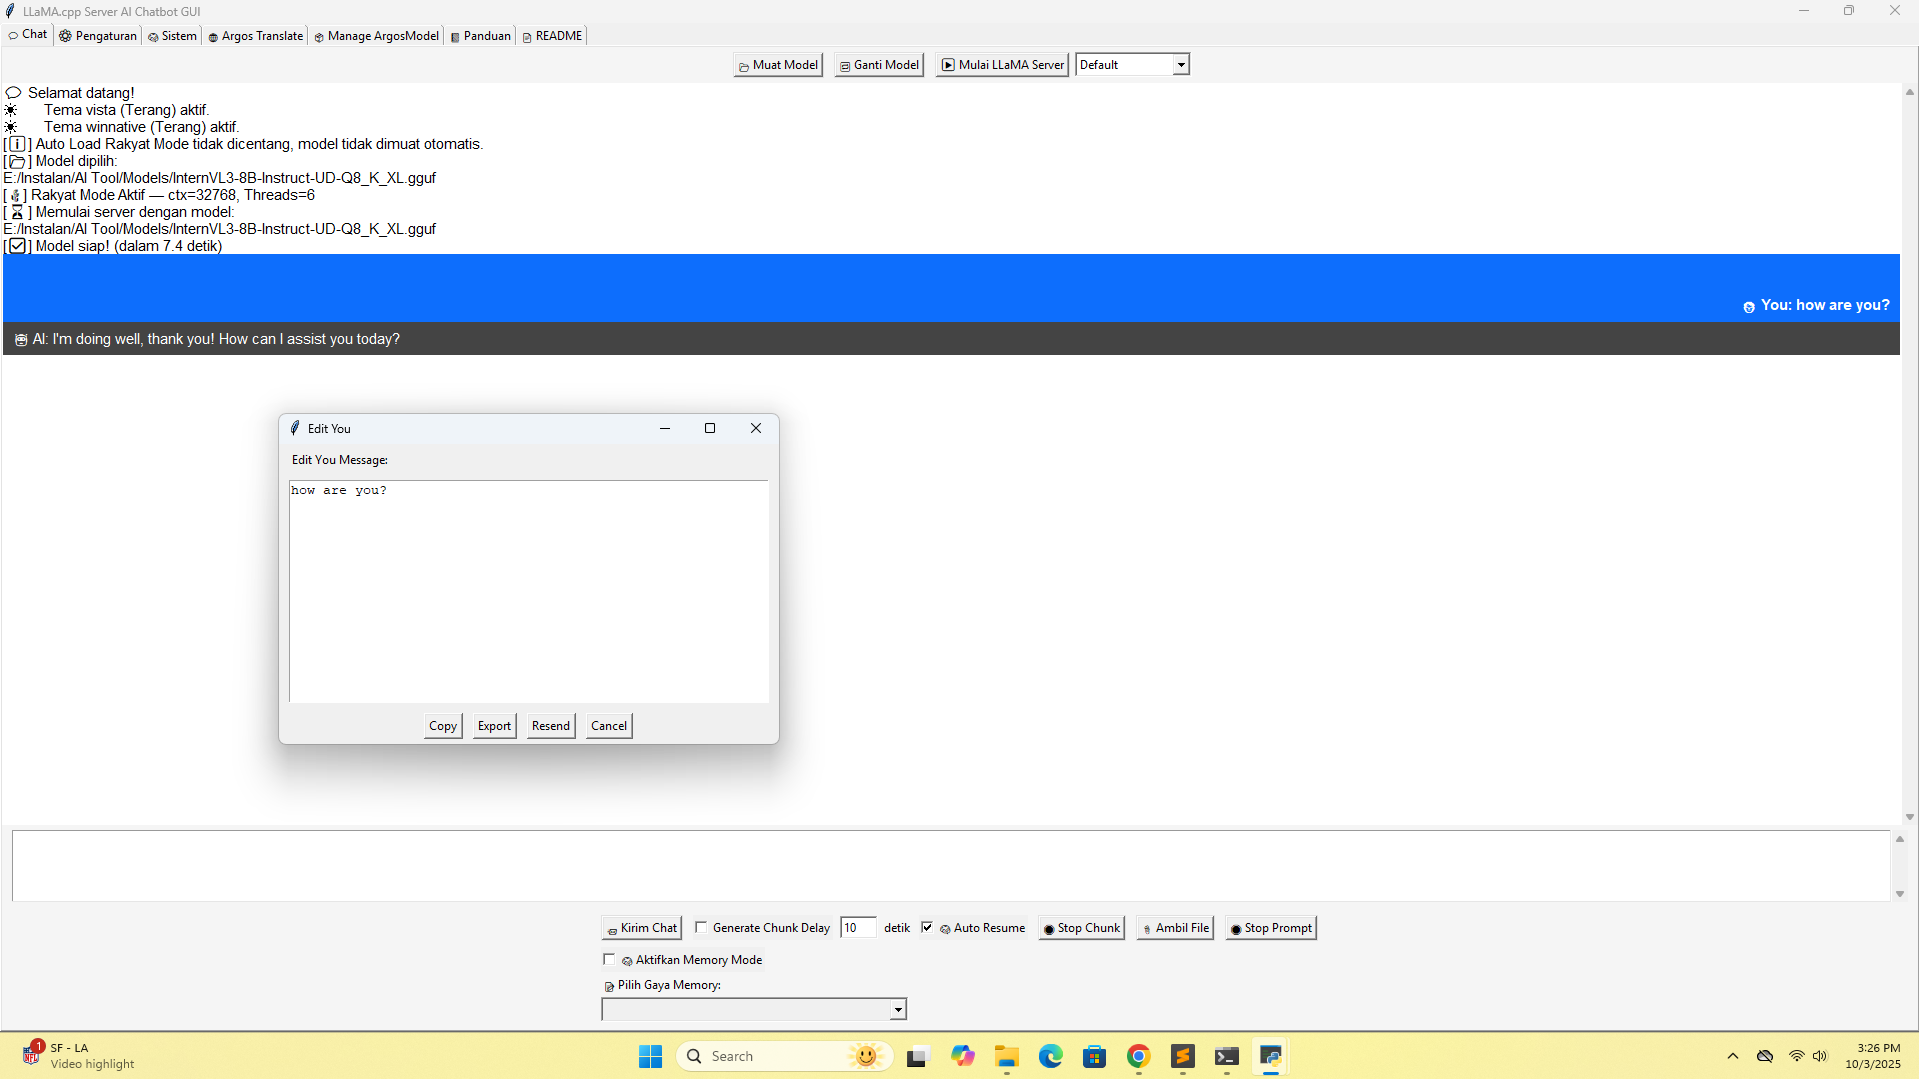 LLaMA.cpp Server AI Chatbot GUI
Chat Pengaturan Sistem Argos Translate Manage ArgosModel Panduan README
Muat Model Ganti Model Mulai LLaMA Server Default
Selamat datang!
Tema vista (Terang) aktif.
Tema winnative (Terang) aktif.
[i] Auto Load Rakyat Mode tidak dicentang, model tidak dimuat otomatis.
[] Model dipilih:
E:/Instalan/AI Tool/Models/InternVL3-8B-Instruct-UD-Q8_K_XL.gguf
[] Rakyat Mode Aktif — ctx=32768, Threads=6
[] Memulai server dengan model:
E:/Instalan/AI Tool/Models/InternVL3-8B-Instruct-UD-Q8_K_XL.gguf
[] Model siap! (dalam 7.4 detik)
You: how are you?
AI: I'm doing well, thank you! How can I assist you today?
Edit You
Edit You Message:
how are you?
Copy Export Resend Cancel
Kirim Chat Generate Chunk Delay 10 detik Auto Resume Stop Chunk Ambil File Stop Prompt
Aktifkan Memory Mode
Pilih Gaya Memory:
1 SF - LA
Video highlight
NFL
Search
3:26 PM
10/3/2025